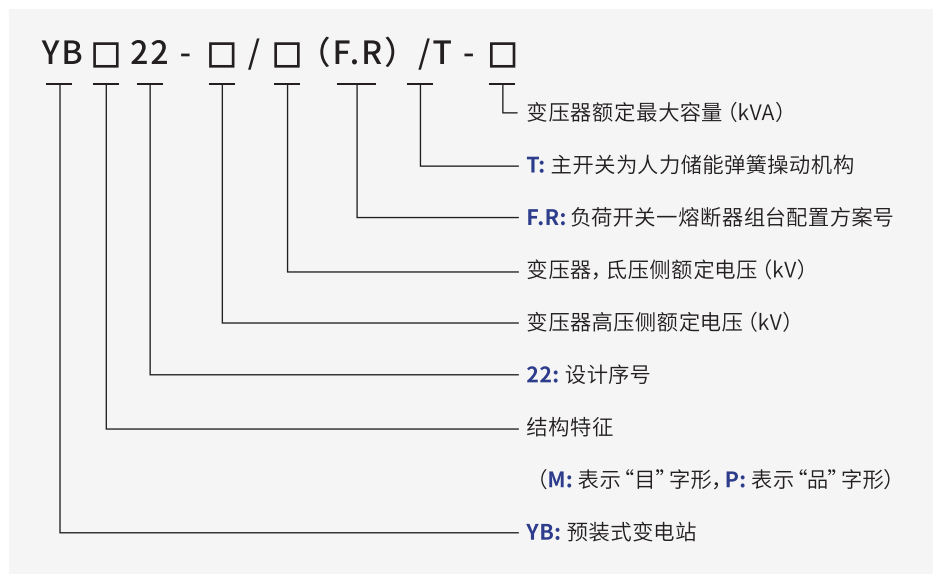 YB□22-□/□（F.R）/T-□
变压器额定最大容量（kVA）
T: 主开关为人力储能弹簧操动机构
F.R: 负荷开关一熔断器组台配置方案号
变压器，氏压侧额定电压（kV）
变压器高压侧额定电压（kV）
22: 设计序号
结构特征
（M: 表示“目”字形，P: 表示“品”字形）
YB: 预装式变电站